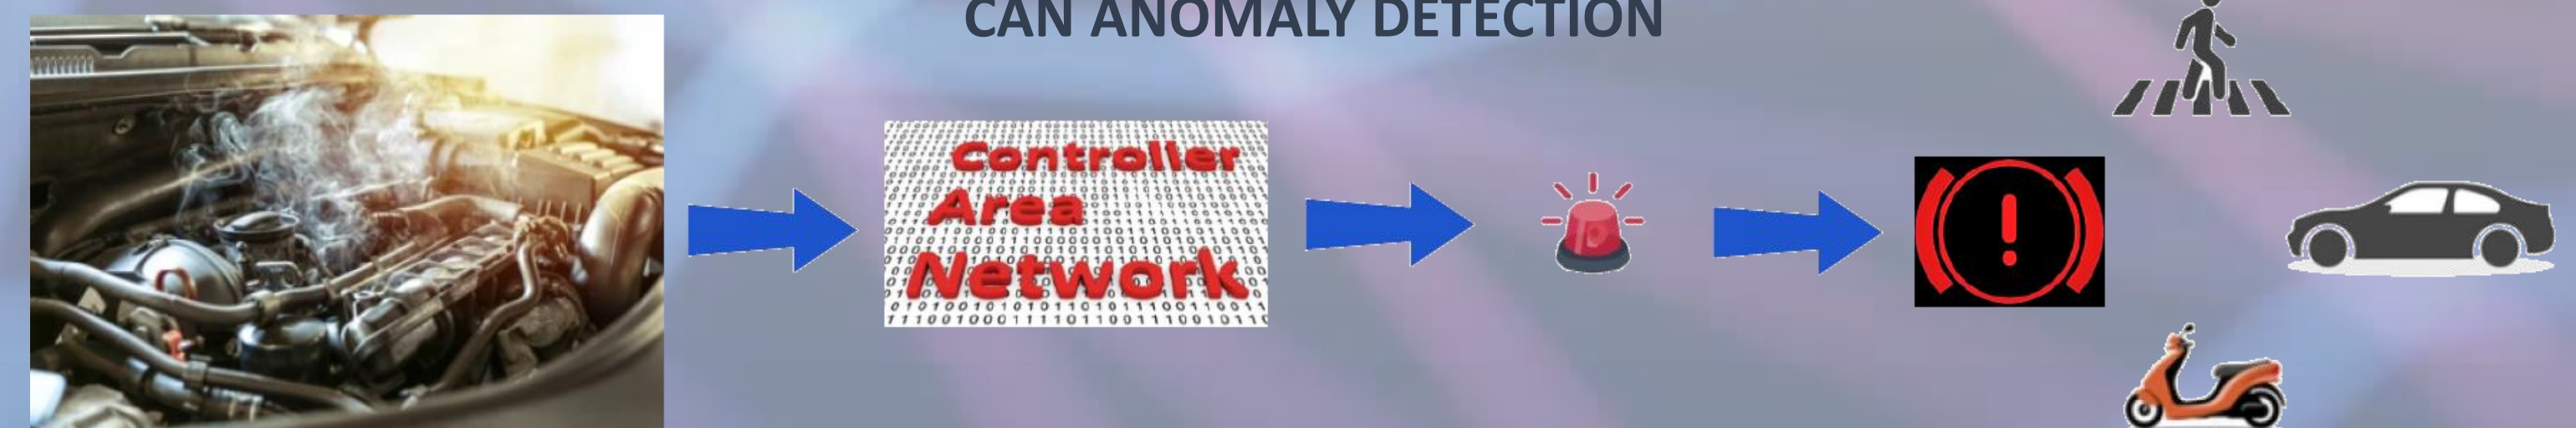 CAN ANOMALY DETECTION
Controller
Area
Network